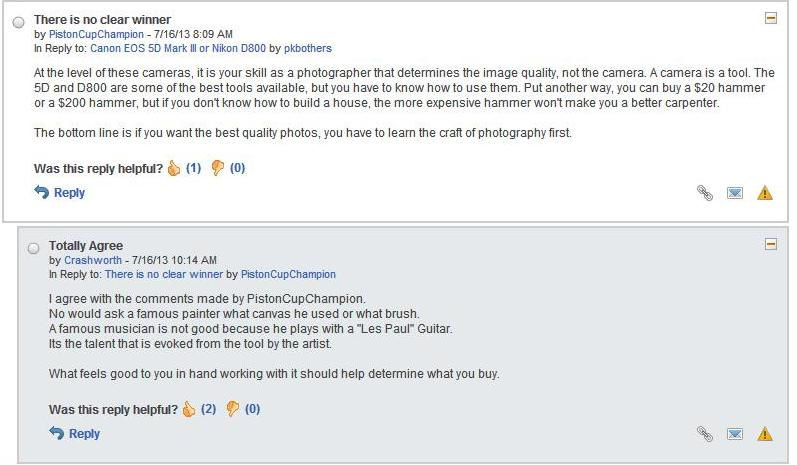 There is no clear winner
by PistonCupChampion - 7/16/13 8:09 AM
In Reply to: Canon EOS 5D Mark III or Nikon D800 by pkbothers
At the level of these cameras, it is your skill as a photographer that determines the image quality, not the camera. A camera is a tool. The
5D and D800 are some of the best tools available, but you have to know how to use them. Put another way, you can buy a $20 hammer
or a $200 hammer, but if you don't know how to build a house, the more expensive hammer won't make you a better carpenter.
The bottom line is if you want the best quality photos, you have to learn the craft of photography first.
Was this reply helpful? (1) (0)
Reply
Totally Agree
by Crashworth - 7/16/13 10:14 AM
In Reply to: There is no clear winner by PistonCupChampion
I agree with the comments made by PistonCupChampion.
No would ask a famous painter what canvas he used or what brush.
A famous musician is not good because he plays with a "Les Paul" Guitar.
Its the talent that is evoked from the tool by the artist.
What feels good to you in hand working with it should help determine what you buy.
Was this reply helpful? (2) (0)
Reply